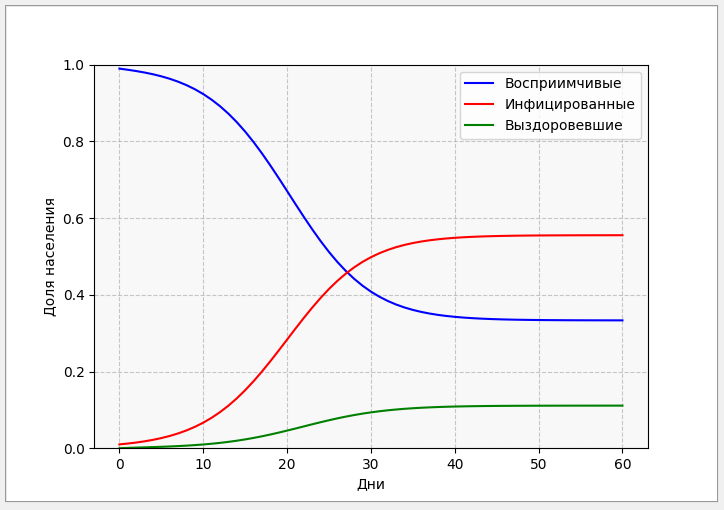 1.0
0.8
0.6
0.4
0.2
0.0
Доля населения
Восприимчивые
Инфицированные
Выздоровевшие
0 10 20 30 40 50 60
Дни